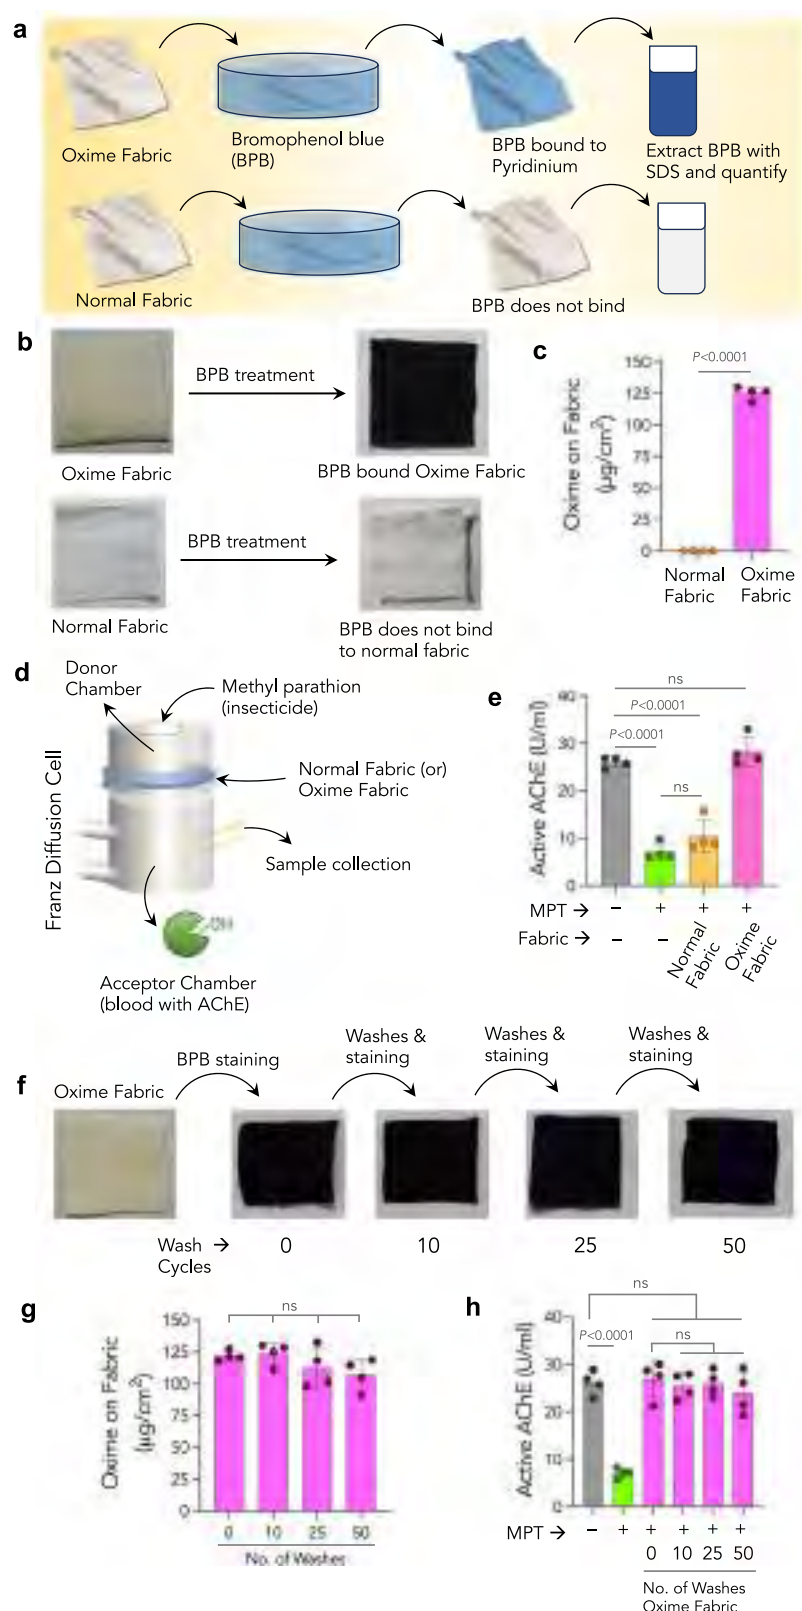 a
Oxime Fabric
Bromophenol blue
(BPB)
BPB bound to
Pyridinium
Extract BPB with
SDS and quantify
Normal Fabric
BPB does not bind
b
BPB treatment
Oxime Fabric
BPB bound Oxime Fabric
BPB treatment
Normal Fabric
BPB does not bind
to normal fabric
c
P<0.0001
Oxime on Fabric
(µg/cm²)
150
125
100
75
50
25
0
Normal
Fabric
Oxime
Fabric
d
Donor
Chamber
Methyl parathion
(insecticide)
Franz Diffusion Cell
Normal Fabric (or)
Oxime Fabric
Sample collection
OH
Acceptor Chamber
(blood with AChE)
e
ns
P<0.0001
P<0.0001
ns
Active AChE (U/ml)
40
30
20
10
0
MPT → − + + +
Fabric → − − Normal Fabric Oxime Fabric
f
BPB staining
Washes &
staining
Washes &
staining
Washes &
staining
Oxime Fabric
Wash → 0 10 25 50
Cycles
g
ns
Oxime on Fabric
(µg/cm²)
150
125
100
75
50
25
0
0 10 25 50
No. of Washes
h
ns
P<0.0001
ns
Active AChE (U/ml)
40
30
20
10
0
MPT → − + + + + +
0 10 25 50
No. of Washes
Oxime Fabric